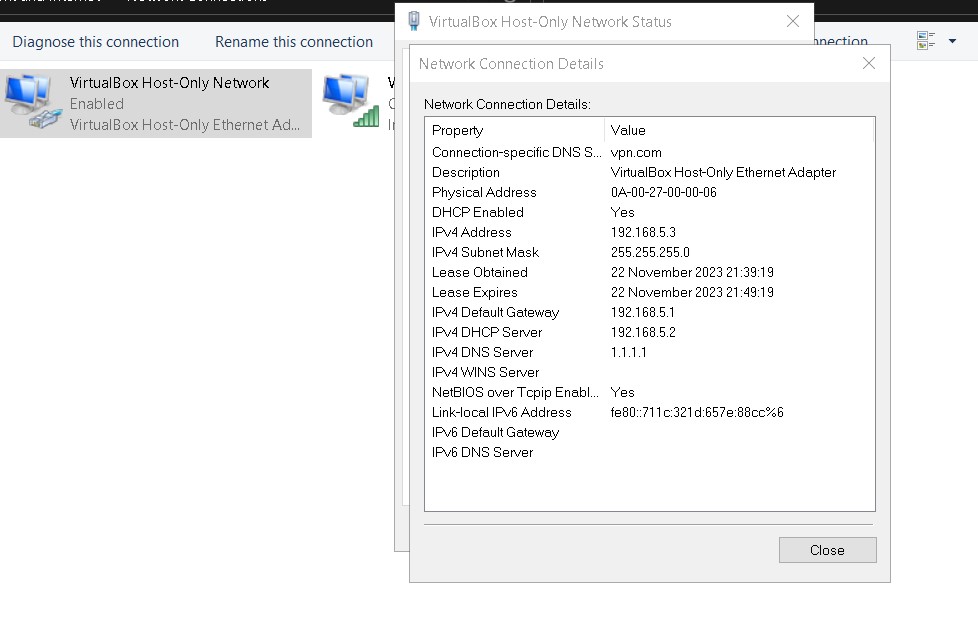 VirtualBox Host-Only Network Status
Diagnose this connection
Rename this connection
Network Connection Details
VirtualBox Host-Only Network
Enabled
VirtualBox Host-Only Ethernet Ad...
Network Connection Details:
Property Value
Connection-specific DNS S... vpn.com
Description VirtualBox Host-Only Ethernet Adapter
Physical Address 0A-00-27-00-00-06
DHCP Enabled Yes
IPv4 Address 192.168.5.3
IPv4 Subnet Mask 255.255.255.0
Lease Obtained 22 November 2023 21:39:19
Lease Expires 22 November 2023 21:49:19
IPv4 Default Gateway 192.168.5.1
IPv4 DHCP Server 192.168.5.2
IPv4 DNS Server 1.1.1.1
IPv4 WINS Server
NetBIOS over Tcpip Enabl... Yes
Link-local IPv6 Address fe80::711c:321d:657e:88cc%6
IPv6 Default Gateway
IPv6 DNS Server
Close